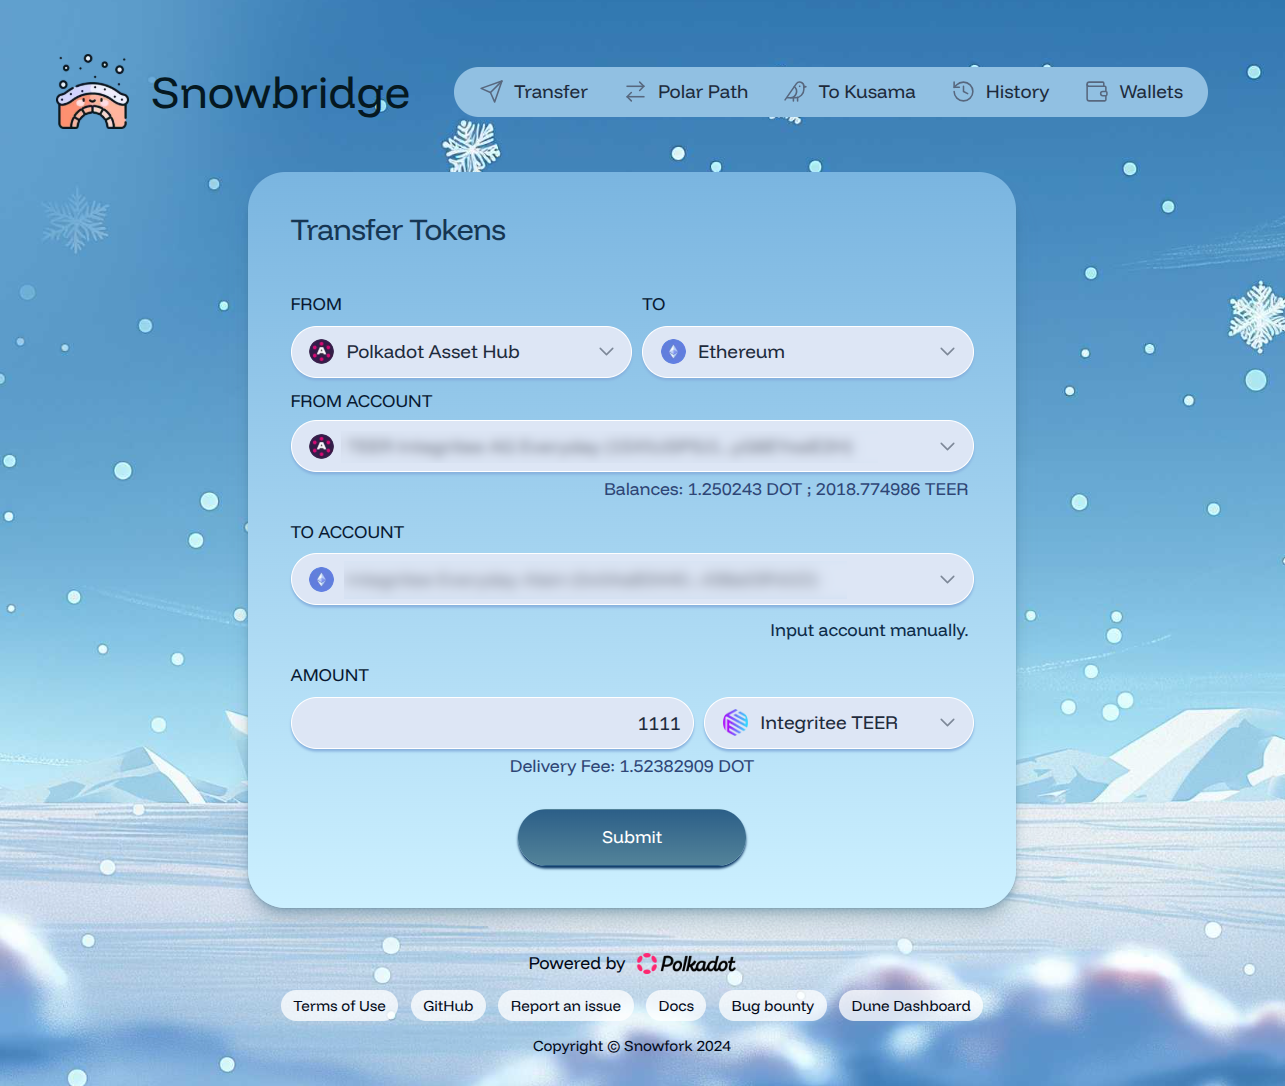 Snowbridge
Transfer Polar Path To Kusama History Wallets
Transfer Tokens
FROM TO
Polkadot Asset Hub Ethereum
FROM ACCOUNT
Balances: 1.250243 DOT ; 2018.774986 TEER
TO ACCOUNT
Input account manually.
AMOUNT
1111 Integritee TEER
Delivery Fee: 1.52382909 DOT
Submit
Powered by Polkadot
Terms of Use GitHub Report an issue Docs Bug bounty Dune Dashboard
Copyright © Snowfork 2024